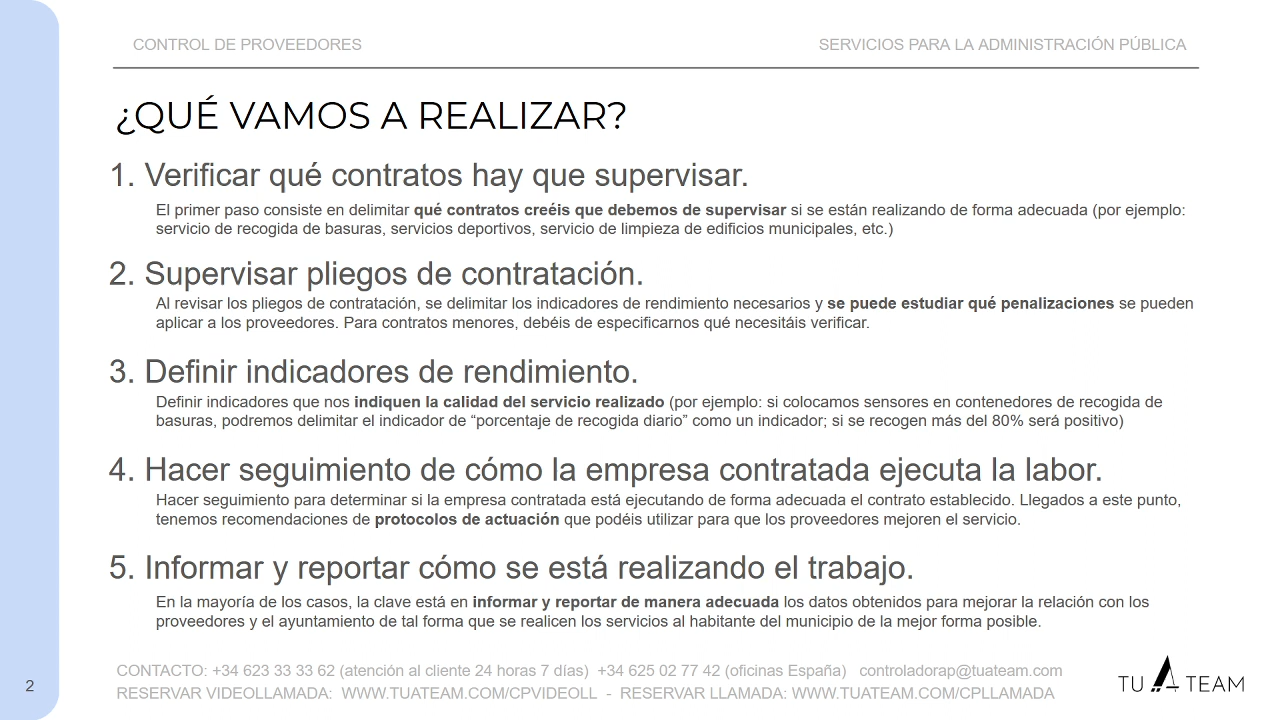 CONTROL DE PROVEEDORES
SERVICIOS PARA LA ADMINISTRACIÓN PÚBLICA
¿QUÉ VAMOS A REALIZAR?
1. Verificar qué contratos hay que supervisar.
El primer paso consiste en delimitar qué contratos creéis que debemos de supervisar si se están realizando de forma adecuada (por ejemplo:
servicio de recogida de basuras, servicios deportivos, servicio de limpieza de edificios municipales, etc.)
2. Supervisar pliegos de contratación.
Al revisar los pliegos de contratación, se delimitar los indicadores de rendimiento necesarios y se puede estudiar qué penalizaciones se pueden
aplicar a los proveedores. Para contratos menores, debéis de especificarnos qué necesitáis verificar.
3. Definir indicadores de rendimiento.
Definir indicadores que nos indiquen la calidad del servicio realizado (por ejemplo: si colocamos sensores en contenedores de recogida de
basuras, podremos delimitar el indicador de “porcentaje de recogida diario” como un indicador; si se recogen más del 80% será positivo)
4. Hacer seguimiento de cómo la empresa contratada ejecuta la labor.
Hacer seguimiento para determinar si la empresa contratada está ejecutando de forma adecuada el contrato establecido. Llegados a este punto,
tenemos recomendaciones de protocolos de actuación que podéis utilizar para que los proveedores mejoren el servicio.
5. Informar y reportar cómo se está realizando el trabajo.
En la mayoría de los casos, la clave está en informar y reportar de manera adecuada los datos obtenidos para mejorar la relación con los
proveedores y el ayuntamiento de tal forma que se realicen los servicios al habitante del municipio de la mejor forma posible.
CONTACTO: +34 623 33 33 62 (atención al cliente 24 horas 7 días) +34 625 02 77 42 (oficinas España) controladorap@tuateam.com
RESERVAR VIDEOLLAMADA: WWW.TUATEAM.COM/CPVIDEOLL - RESERVAR LLAMADA: WWW.TUATEAM.COM/CPLLAMADA
2
TU A TEAM